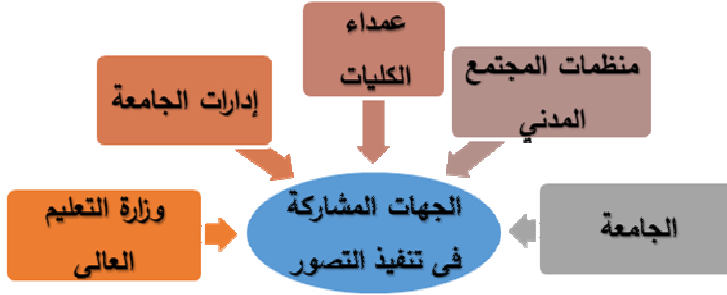 عمداء
الكليات
منظمات المجتمع
المدني
إدارات الجامعة
الجهات المشاركة
فى تنفيذ التصور
الجامعة
وزارة التعليم
العالى